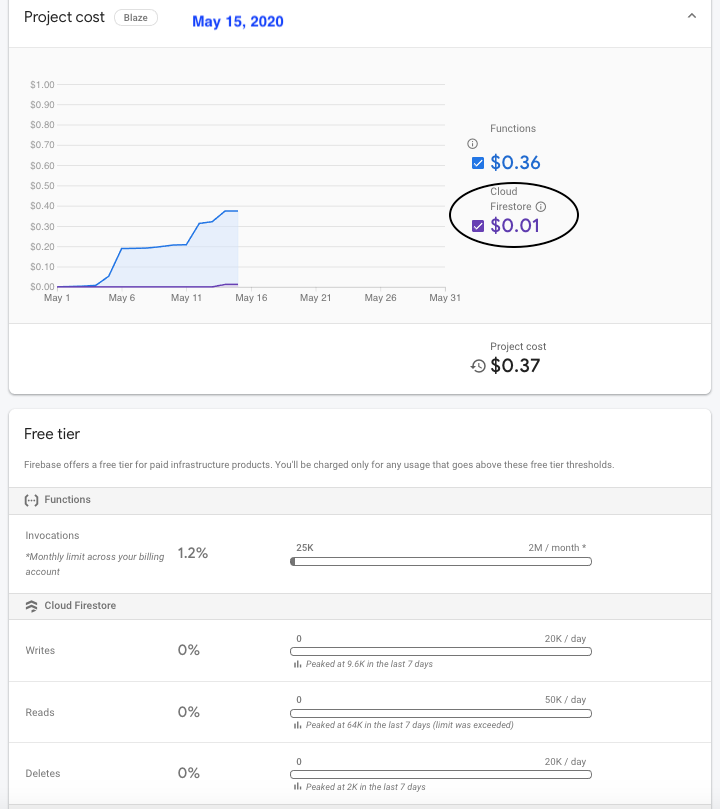 Project cost Blaze May 15, 2020
$1.00
$0.90
$0.80
$0.70
$0.60
$0.50
$0.40
$0.30
$0.20
$0.10
$0.00
May 1 May 6 May 11 May 16 May 21 May 26 May 31
Functions
$0.36
Cloud
Firestore
$0.01
Project cost
$0.37
Free tier
Firebase offers a free tier for paid infrastructure products. You'll be charged only for any usage that goes above these free tier thresholds.
Functions
Invocations
*Monthly limit across your billing
account
1.2%
25K 2M / month *
Cloud Firestore
Writes 0%
0 20K / day
Peaked at 9.6K in the last 7 days
Reads 0%
0 50K / day
Peaked at 64K in the last 7 days (limit was exceeded)
Deletes 0%
0 20K / day
Peaked at 2K in the last 7 days